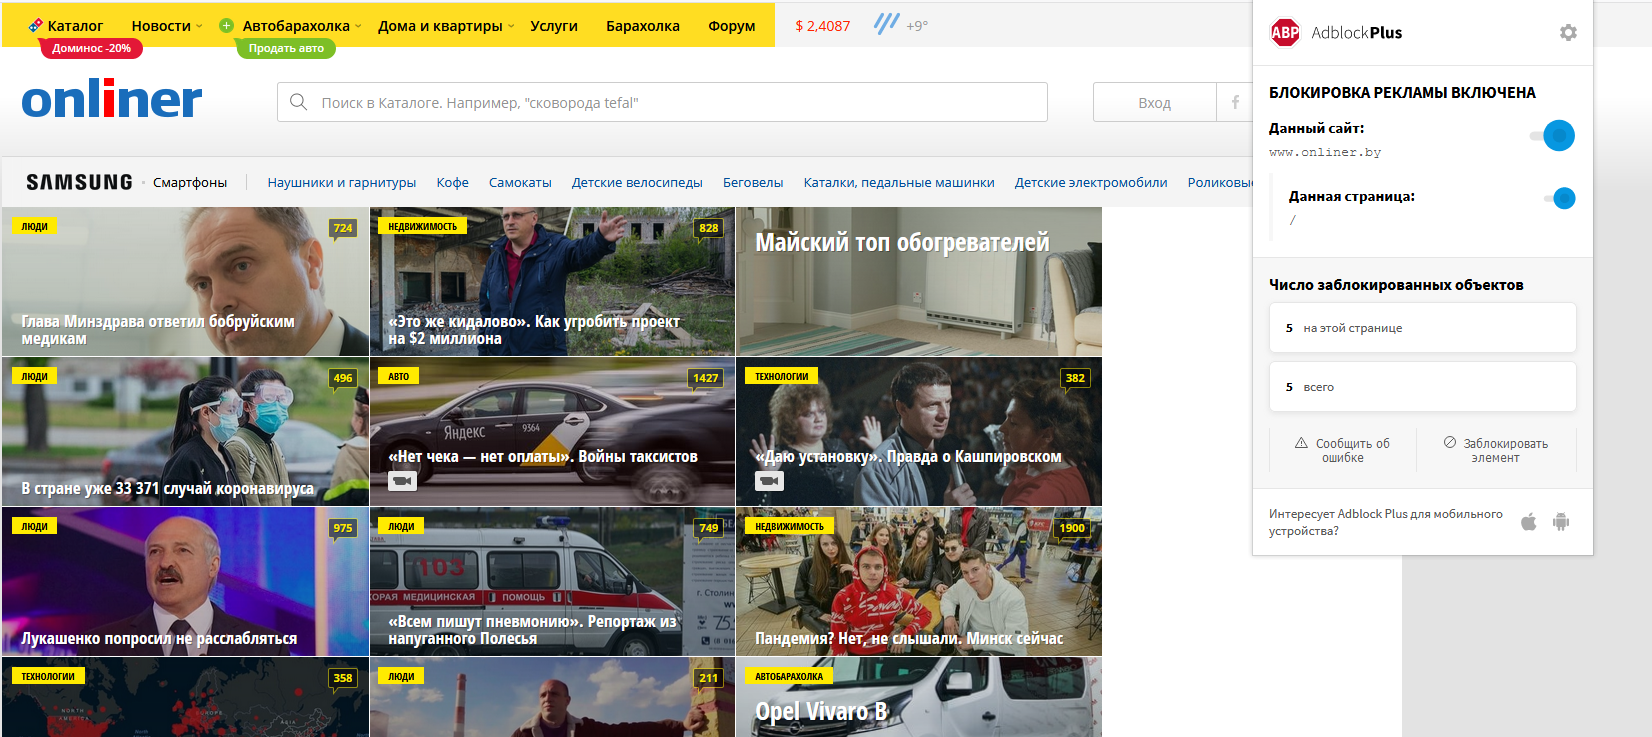 Каталог Новости Автобарахолка Дома и квартиры Услуги Барахолка Форум $ 2,4087 +9°
Доминос -20% Продать авто
onliner
Поиск в Каталоге. Например, "сковорода tefal"
Вход
SAMSUNG Смартфоны Наушники и гарнитуры Кофе Самокаты Детские велосипеды Беговелы Каталки, педальные машинки Детские электромобили Роликовые
ЛЮДИ
724
Глава Минздрава ответил бобруйским
медикам
НЕДВИЖИМОСТЬ
828
«Это же кидалово». Как угробить проект
на $2 миллиона
Майский топ обогревателей
ЛЮДИ
496
В стране уже 33 371 случай коронавируса
АВТО
1427
Яндекс
9364
«Нет чека — нет оплаты». Войны таксистов
ТЕХНОЛОГИИ
382
«Даю установку». Правда о Кашпировском
ЛЮДИ
975
Лукашенко попросил не расслабляться
ЛЮДИ
749
103
КОРАЯ МЕДИЦИНСКАЯ ПОМОЩЬ
г. Столин
«Всем пишут пневмонию». Репортаж из
напуганного Полесья
НЕДВИЖИМОСТЬ
1900
Пандемия? Нет, не слышали. Минск сейчас
ТЕХНОЛОГИИ
358
NORTH
AMERICA
EUROPE
ASIA
ЛЮДИ
211
АВТОБАРАХОЛКА
Opel Vivaro B
ABP AdblockPlus
БЛОКИРОВКА РЕКЛАМЫ ВКЛЮЧЕНА
Данный сайт:
www.onliner.by
Данная страница:
/
Число заблокированных объектов
5 на этой странице
5 всего
Сообщить об
ошибке
Заблокировать
элемент
Интересует Adblock Plus для мобильного
устройства?